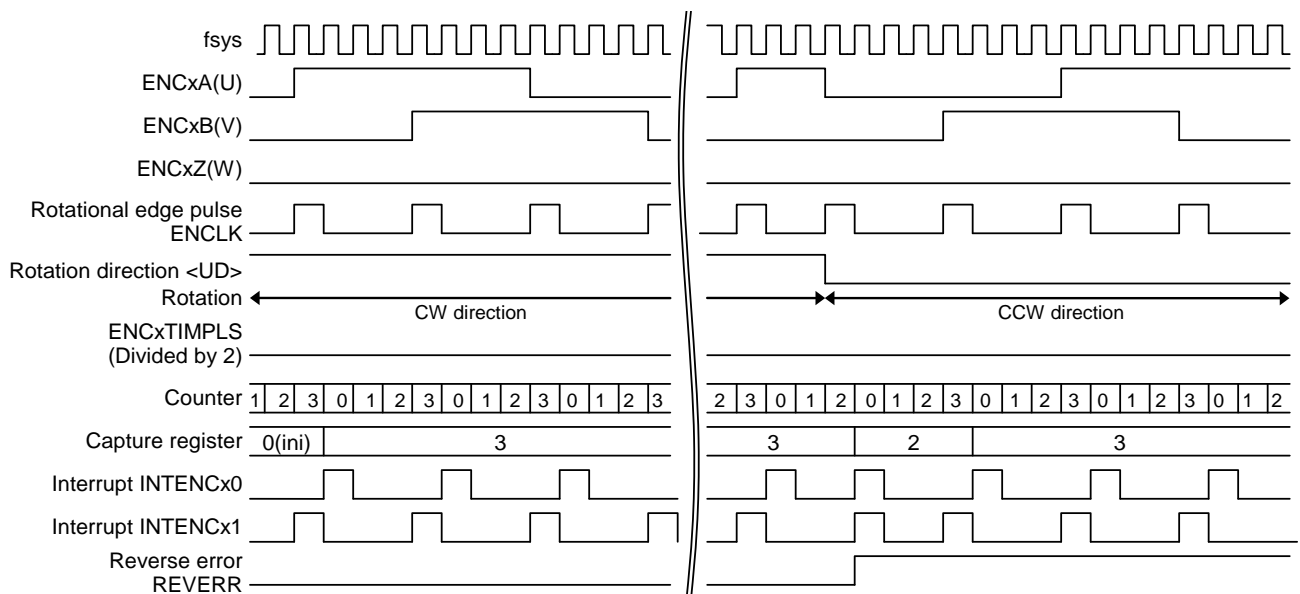 fsys
ENCxA(U)
ENCxB(V)
ENCxZ(W)
Rotational edge pulse
ENCLK
Rotation direction <UD>
Rotation
CW direction
CCW direction
ENCxTIMPLS
(Divided by 2)
Counter 1 2 3 0 1 2 3 0 1 2 3 0 1 2 3 2 3 0 1 2 0 1 2 3 0 1 2 3 0 1 2 3 0 1 2
Capture register 0(ini) 3 3 2 3
Interrupt INTENCx0
Interrupt INTENCx1
Reverse error
REVERR